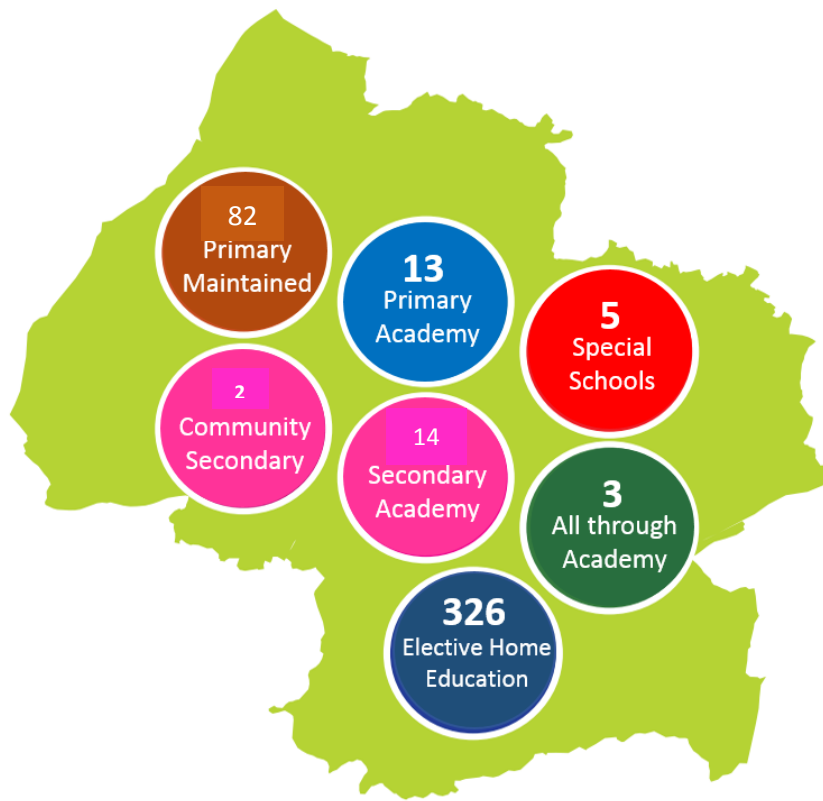 82
Primary
Maintained
13
Primary
Academy
5
Special
Schools
2
Community
Secondary
14
Secondary
Academy
3
All through
Academy
326
Elective Home
Education